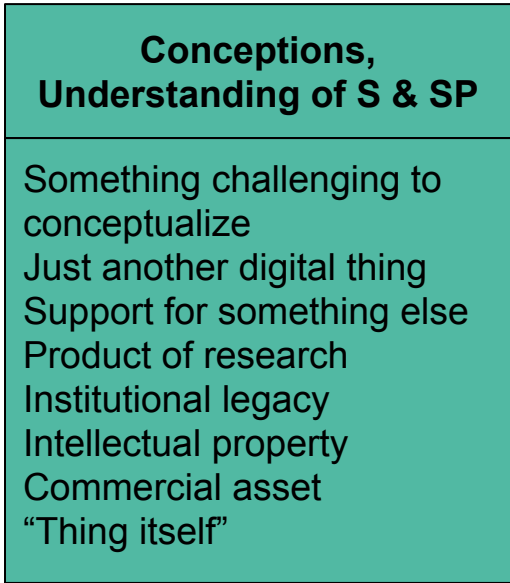 Conceptions,
Understanding of S & SP
Something challenging to
conceptualize
Just another digital thing
Support for something else
Product of research
Institutional legacy
Intellectual property
Commercial asset
“Thing itself”